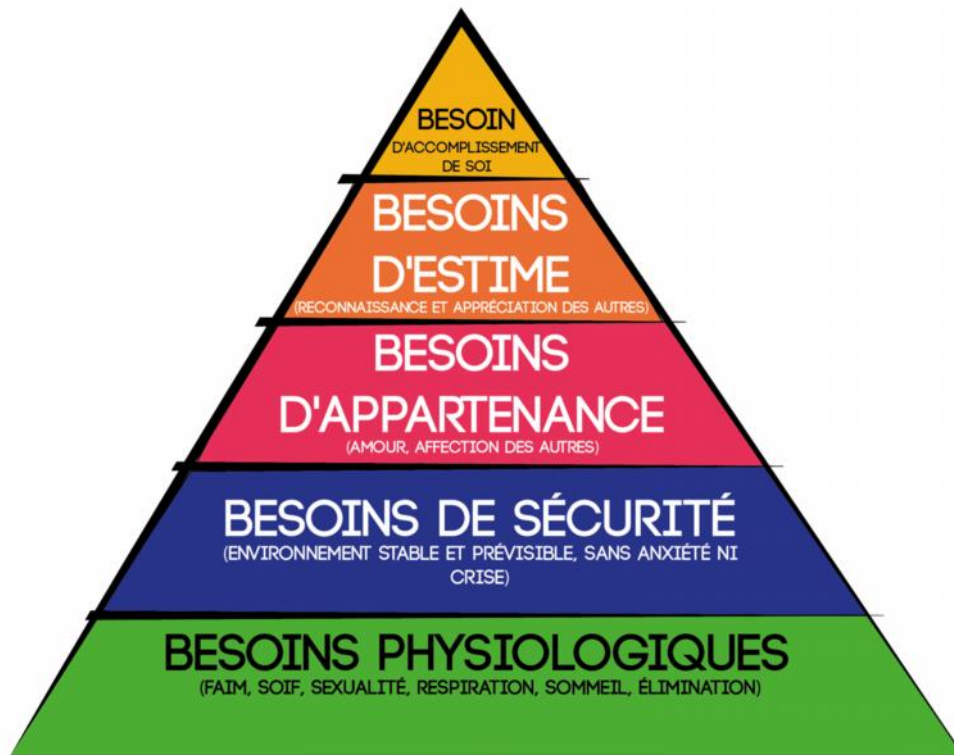 BESOIN
D'ACCOMPLISSEMENT
DE SOI
BESOINS
D'ESTIME
(RECONNAISSANCE ET APPRÉCIATION DES AUTRES)
BESOINS
D'APPARTENANCE
(AMOUR, AFFECTION DES AUTRES)
BESOINS DE SÉCURITÉ
(ENVIRONNEMENT STABLE ET PRÉVISIBLE, SANS ANXIÉTÉ NI
CRISE)
BESOINS PHYSIOLOGIQUES
(FAIM, SOIF, SEXUALITÉ, RESPIRATION, SOMMEIL, ÉLIMINATION)